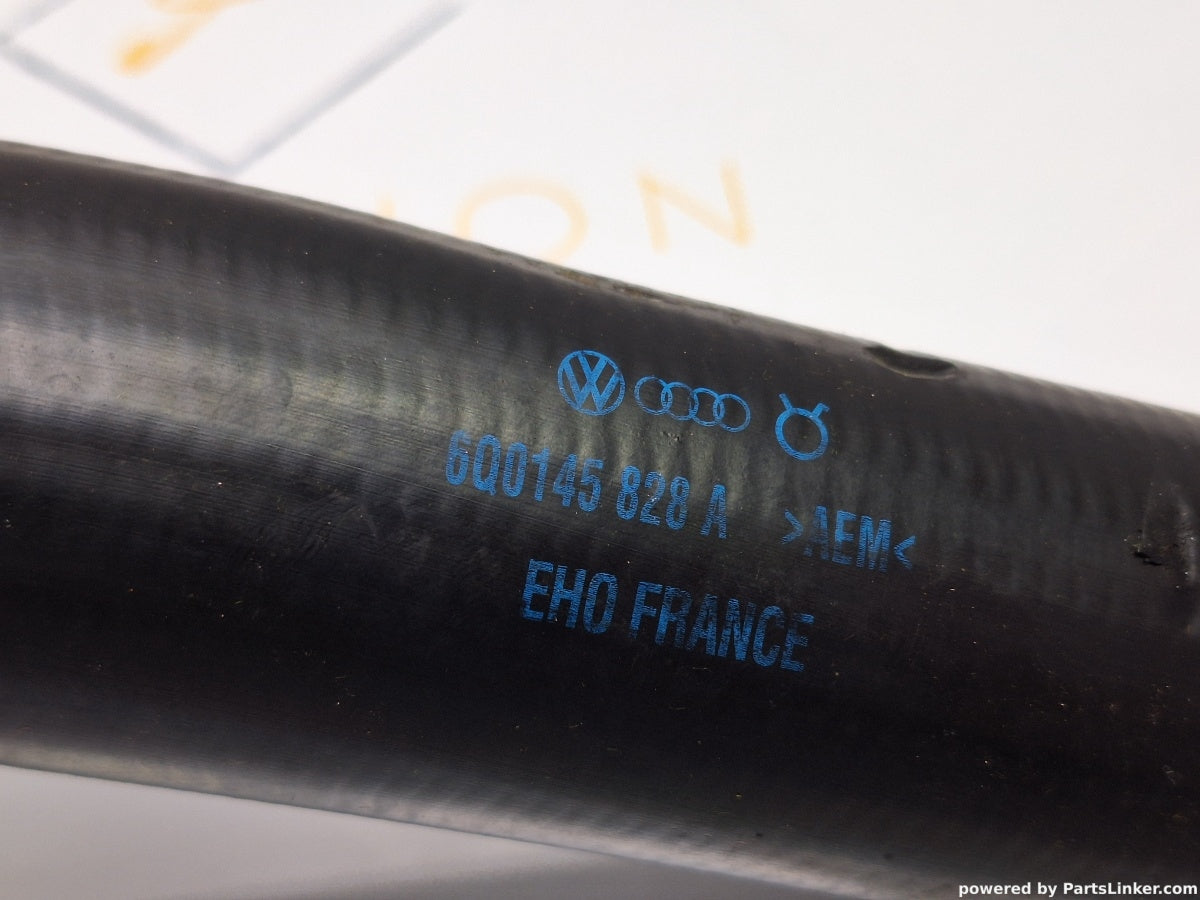 6Q0145 828 A >AEM<
EHO FRANCE
powered by PartsLinker.com